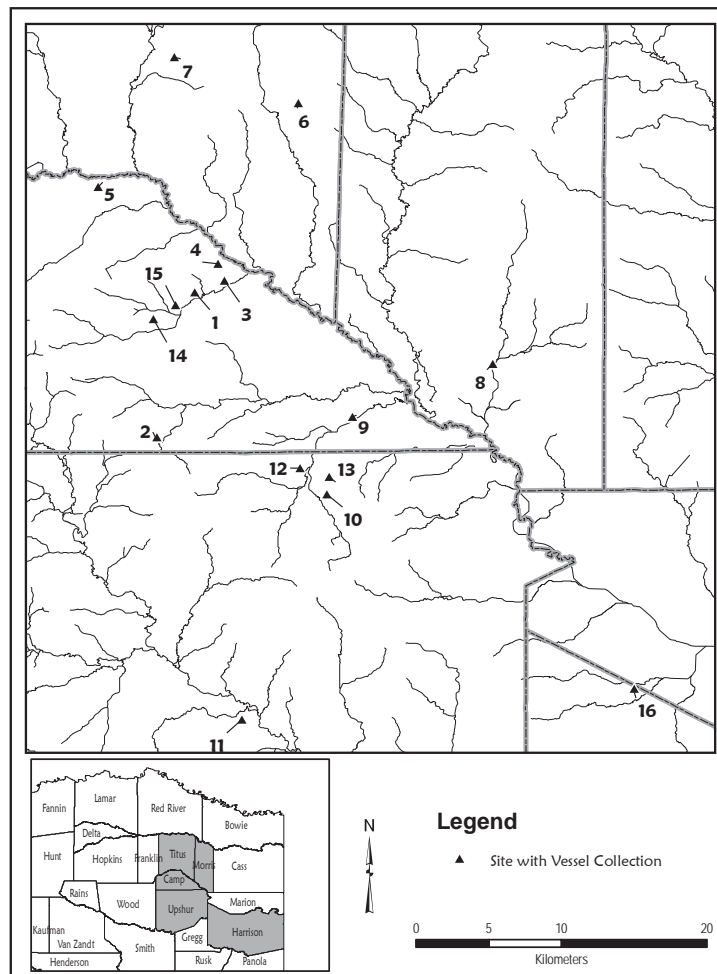 7
6
5
4
15
1
3
14
8
9
2
12
13
10
16
11
Fannin
Lamar
Red River
Bowie
Delta
Hunt
Hopkins
Franklin
Titus
Morris
Cass
Camp
Rains
Wood
Marion
Upshur
Harrison
Kaufman
Van Zandt
Smith
Gregg
Henderson
Rusk
Panola
N
Legend
Site with Vessel Collection
0 5 10 20
Kilometers